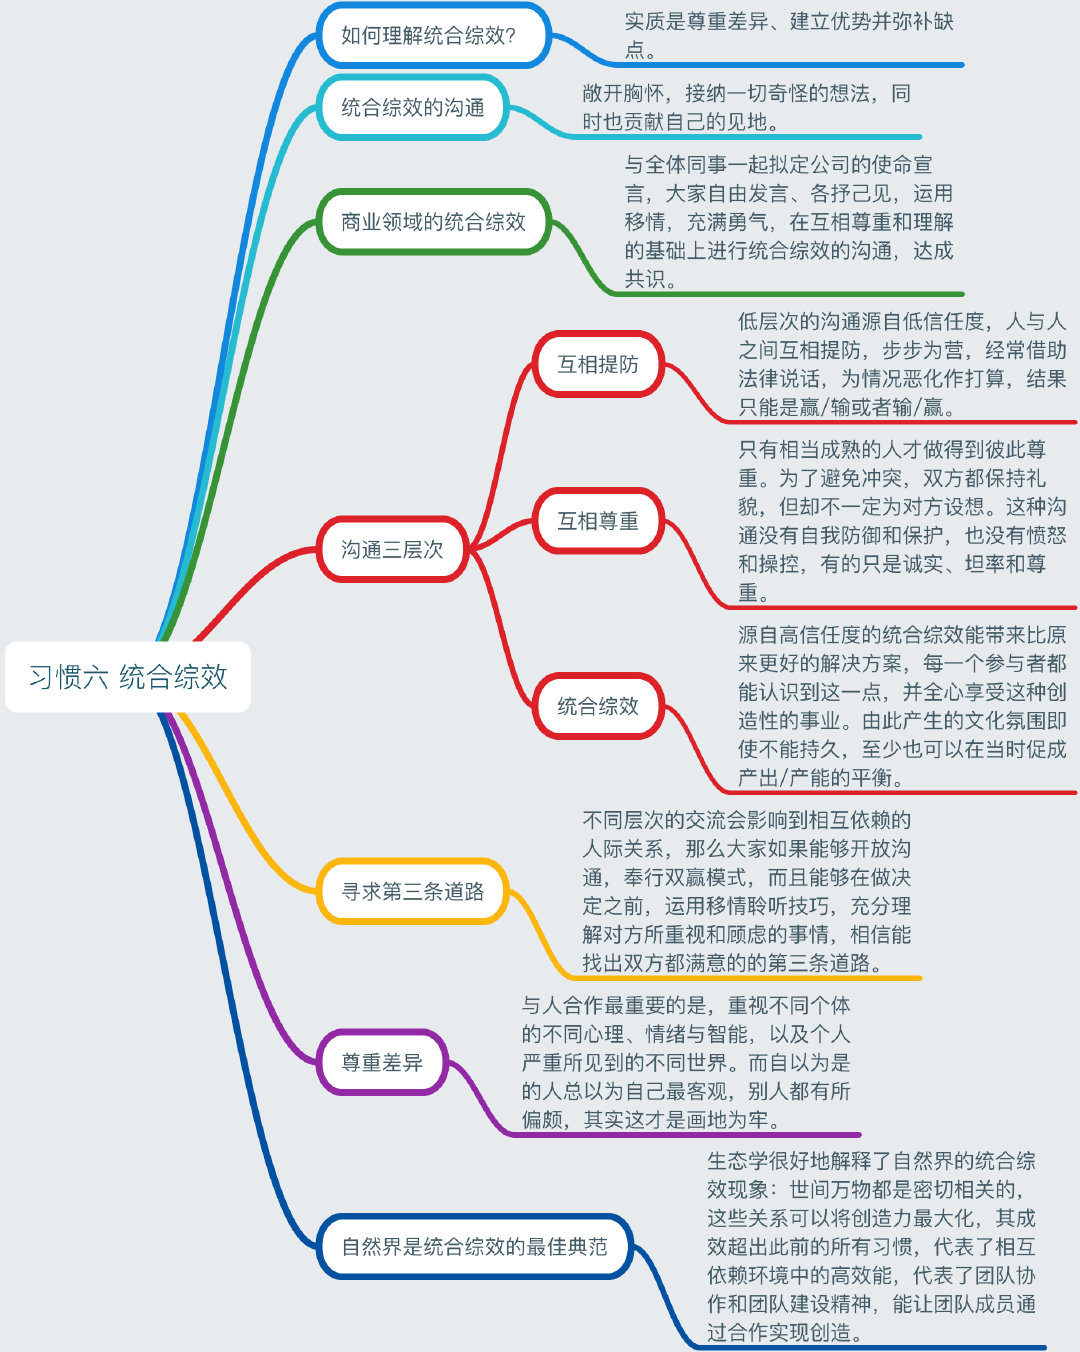 习惯六 统合综效
如何理解统合综效？
实质是尊重差异、建立优势并弥补缺
点。
统合综效的沟通
敞开胸怀，接纳一切奇怪的想法，同
时也贡献自己的见地。
商业领域的统合综效
与全体同事一起拟定公司的使命宣
言，大家自由发言、各抒己见，运用
移情，充满勇气，在互相尊重和理解
的基础上进行统合综效的沟通，达成
共识。
沟通三层次
互相提防
低层次的沟通源自低信任度，人与人
之间互相提防，步步为营，经常借助
法律说话，为情况恶化作打算，结果
只能是赢/输或者输/赢。
互相尊重
只有相当成熟的人才做得到彼此尊
重。为了避免冲突，双方都保持礼
貌，但却不一定为对方设想。这种沟
通没有自我防御和保护，也没有愤怒
和操控，有的只是诚实、坦率和尊
重。
统合综效
源自高信任度的统合综效能带来比原
来更好的解决方案，每一个参与者都
能认识到这一点，并全心享受这种创
造性的事业。由此产生的文化氛围即
使不能持久，至少也可以在当时促成
产出/产能的平衡。
寻求第三条道路
不同层次的交流会影响到相互依赖的
人际关系，那么大家如果能够开放沟
通，奉行双赢模式，而且能够在做决
定之前，运用移情聆听技巧，充分理
解对方所重视和顾虑的事情，相信能
找出双方都满意的的第三条道路。
尊重差异
与人合作最重要的是，重视不同个体
的不同心理、情绪与智能，以及个人
严重所见到的不同世界。而自以为是
的人总以为自己最客观，别人都有所
偏颇，其实这才是画地为牢。
自然界是统合综效的最佳典范
生态学很好地解释了自然界的统合综
效现象：世间万物都是密切相关的，
这些关系可以将创造力最大化，其成
效超出此前的所有习惯，代表了相互
依赖环境中的高效能，代表了团队协
作和团队建设精神，能让团队成员通
过合作实现创造。